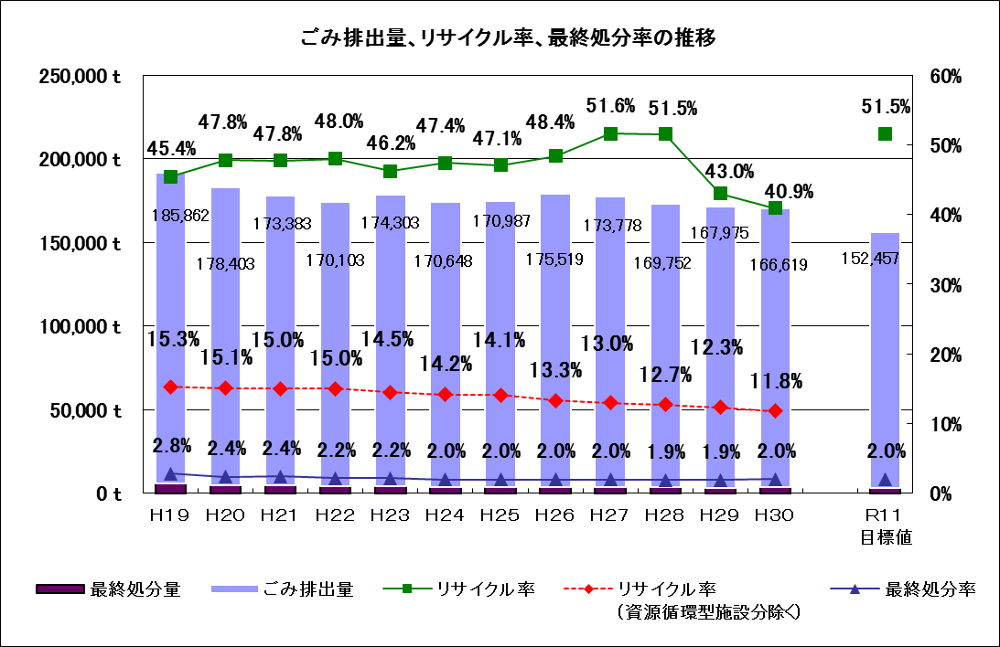 ごみ排出量、リサイクル率、最終処分率の推移
250,000 t
200,000 t
150,000 t
100,000 t
50,000 t
0 t
60%
50%
40%
30%
20%
10%
0%
45.4% 47.8% 47.8% 48.0% 46.2% 47.4% 47.1% 48.4% 51.6% 51.5% 43.0% 40.9% 51.5%
185,862 178,403 173,383 170,103 174,303 170,648 170,987 175,519 173,778 169,752 167,975 166,619 152,457
15.3% 15.1% 15.0% 15.0% 14.5% 14.2% 14.1% 13.3% 13.0% 12.7% 12.3% 11.8%
2.8% 2.4% 2.4% 2.2% 2.2% 2.0% 2.0% 2.0% 2.0% 1.9% 1.9% 2.0% 2.0%
H19 H20 H21 H22 H23 H24 H25 H26 H27 H28 H29 H30 R11
目標値
最終処分量 ごみ排出量 リサイクル率 リサイクル率 最終処分率
(資源循環型施設分除く)